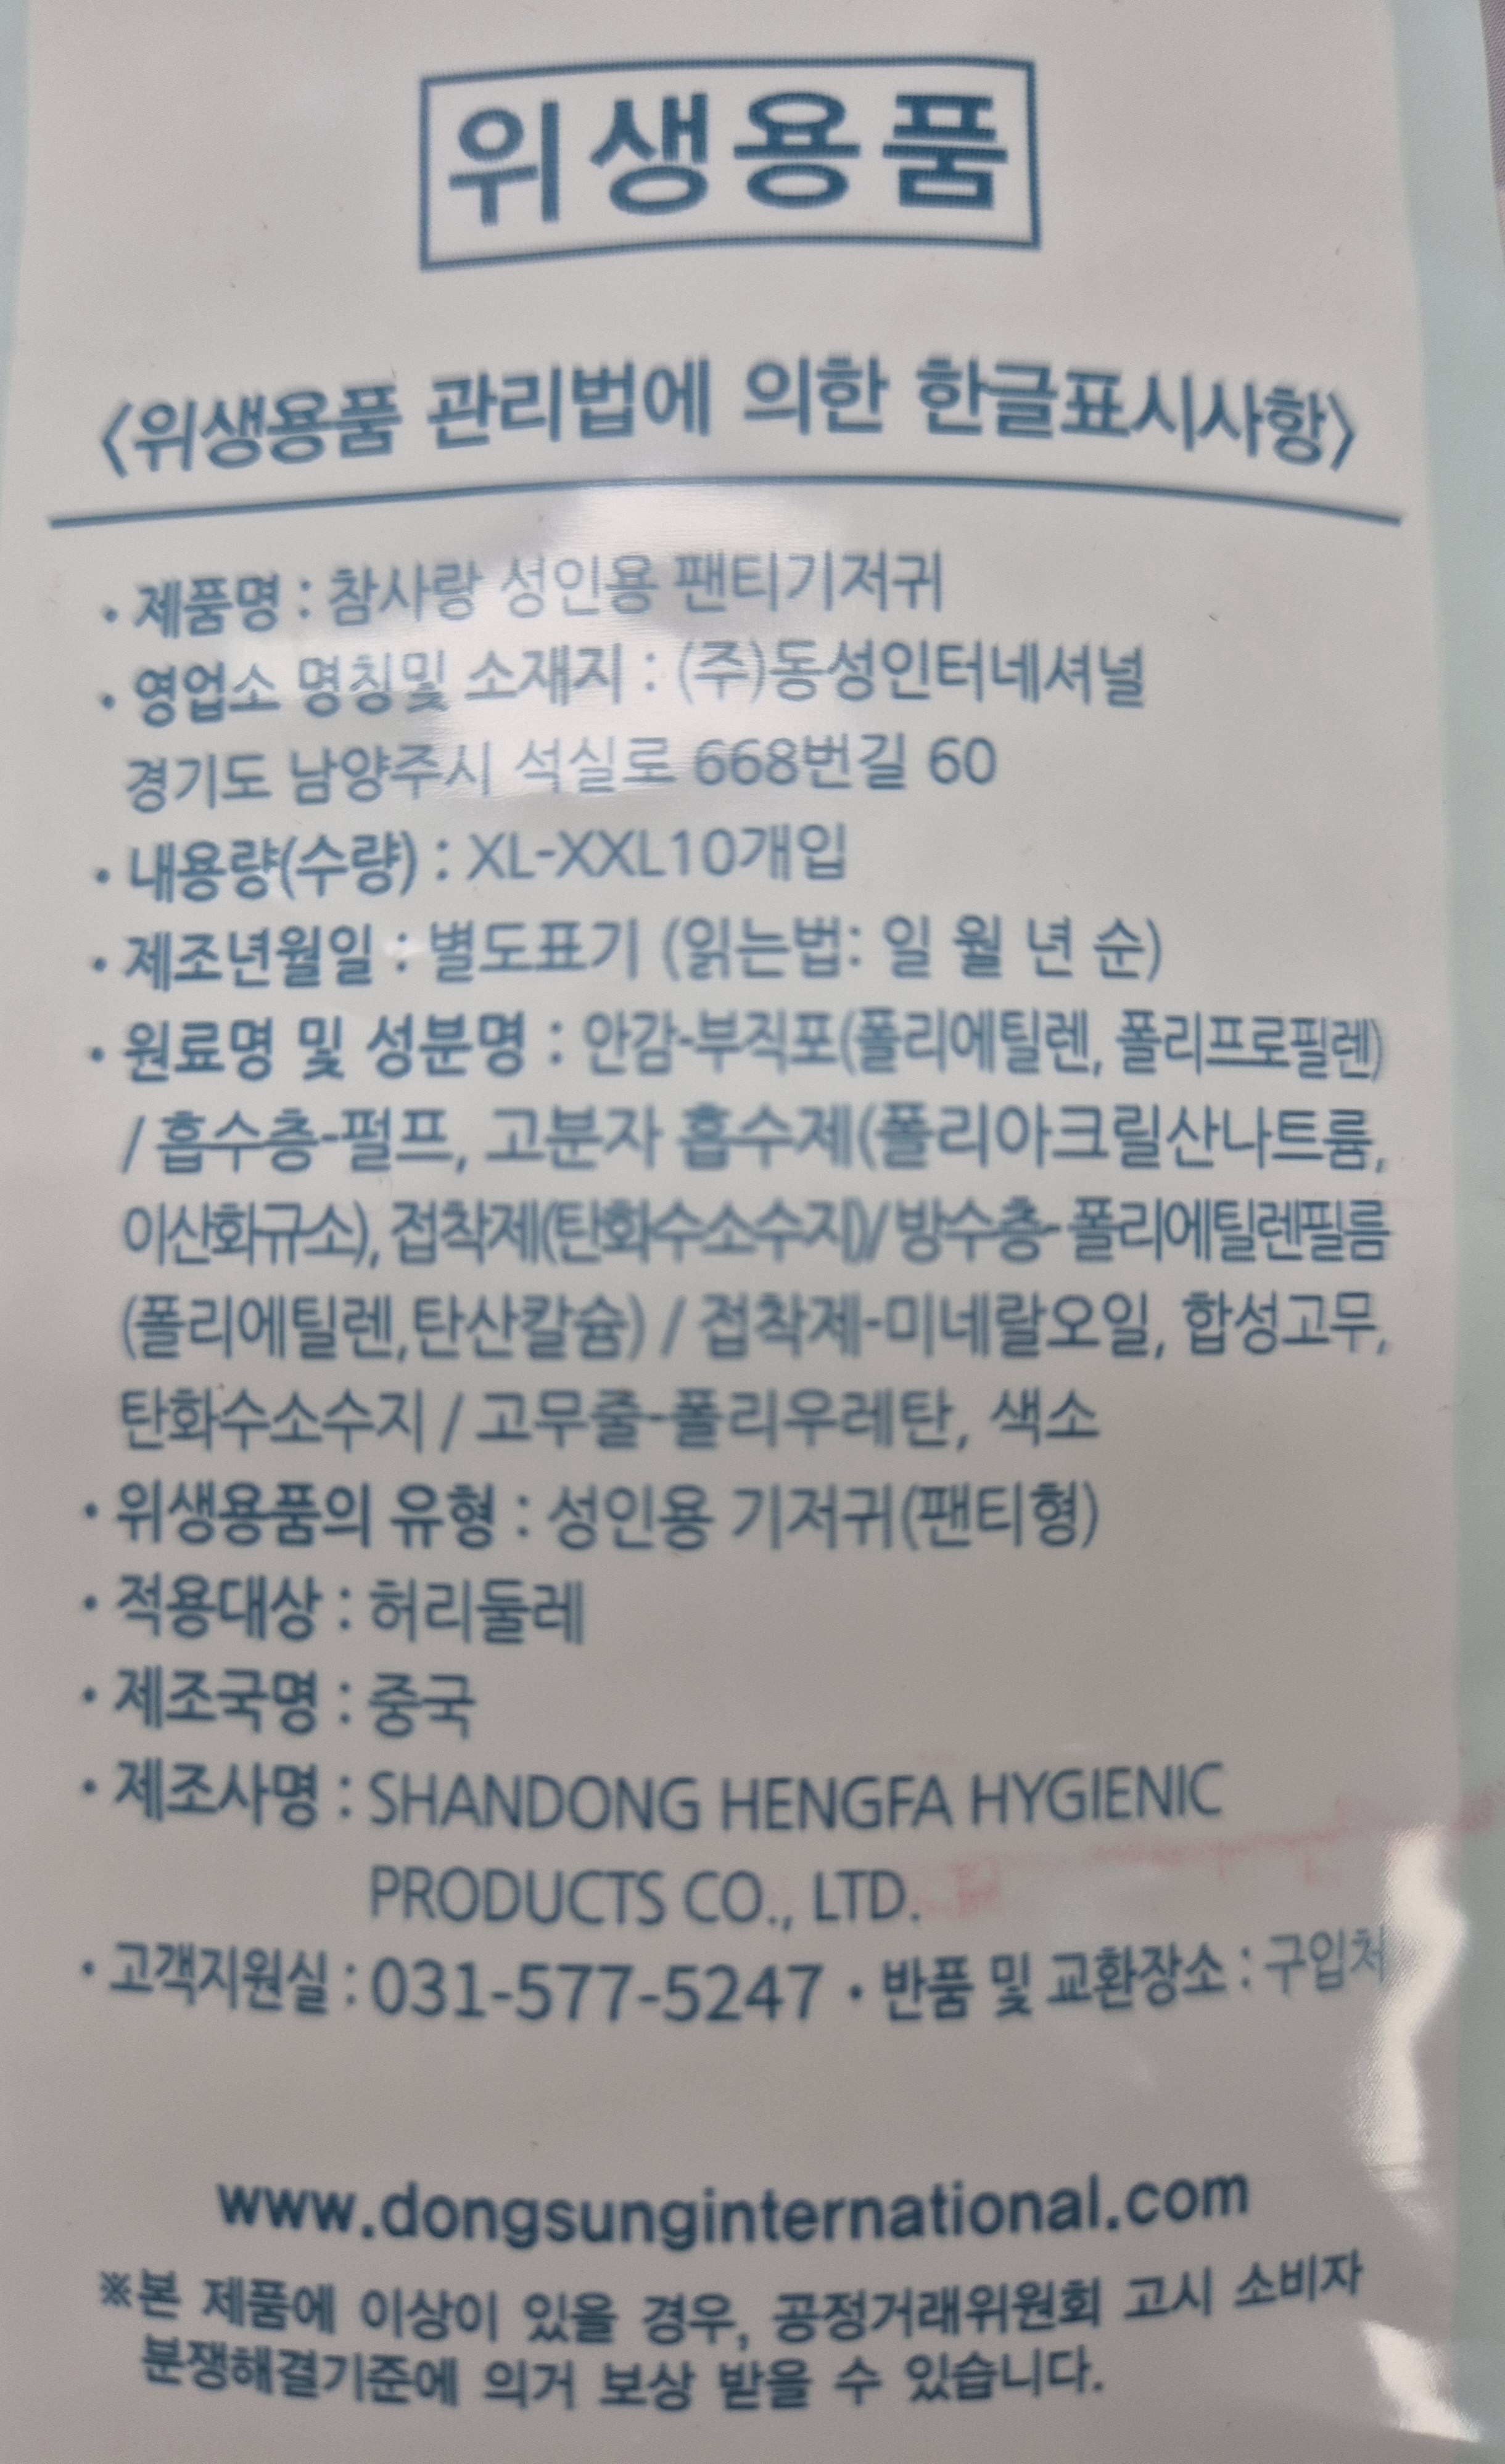 위생용품
<위생용품 관리법에 의한 한글표시사항>
• 제품명 : 참사랑 성인용 팬티기저귀
• 영업소 명칭및 소재지 : (주)동성인터네셔널
경기도 남양주시 석실로 668번길 60
• 내용량(수량) : XL-XXL10개입
• 제조년월일 : 별도표기 (읽는법: 일 월 년 순)
• 원료명 및 성분명 : 안감-부직포(폴리에틸렌, 폴리프로필렌)
/ 흡수층-펄프, 고분자 흡수제(폴리아크릴산나트륨,
이산화규소), 접착제(탄화수소수지)/ 방수층- 폴리에틸렌필름
(폴리에틸렌,탄산칼슘) / 접착제-미네랄오일, 합성고무,
탄화수소수지 / 고무줄-폴리우레탄, 색소
• 위생용품의 유형 : 성인용 기저귀(팬티형)
• 적용대상 : 허리둘레
• 제조국명 : 중국
• 제조사명 : SHANDONG HENGFA HYGIENIC
PRODUCTS CO., LTD.
• 고객지원실 : 031-577-5247 • 반품 및 교환장소 : 구입처
www.dongsunginternational.com
※본 제품에 이상이 있을 경우, 공정거래위원회 고시 소비자
분쟁해결기준에 의거 보상 받을 수 있습니다.